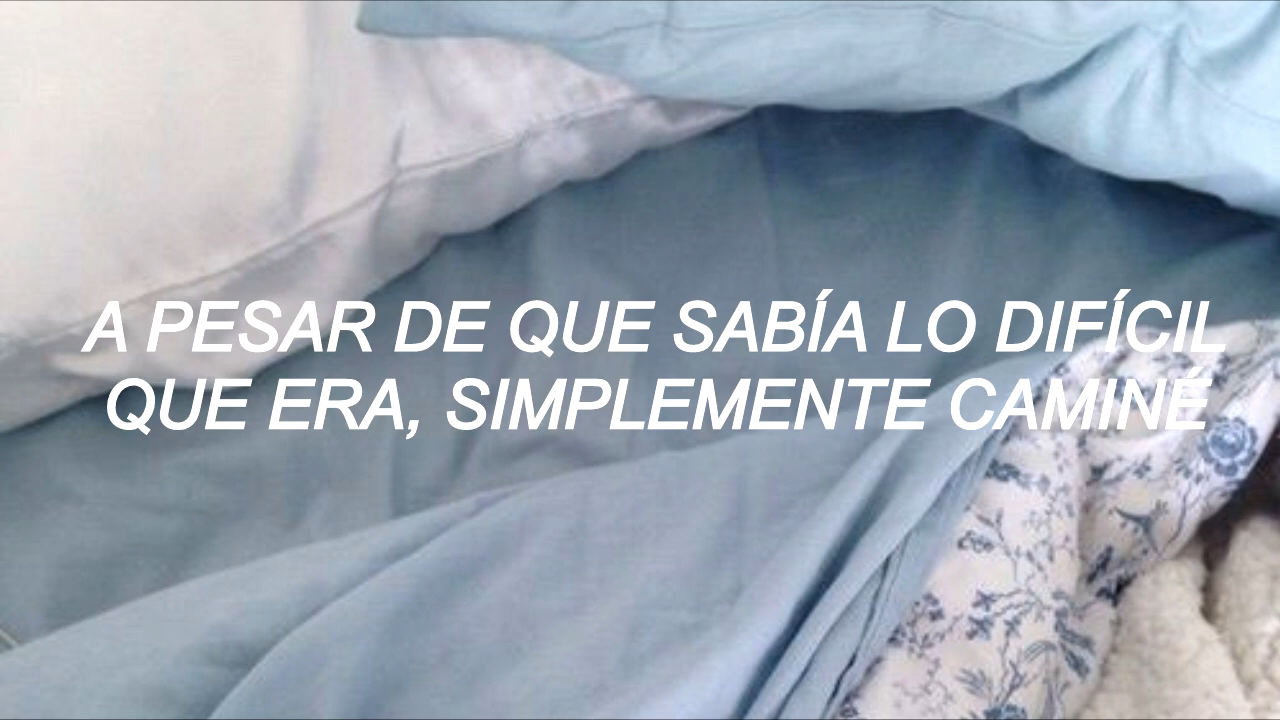 A PESAR DE QUE SABÍA LO DIFÍCIL
QUE ERA, SIMPLEMENTE CAMINÉ